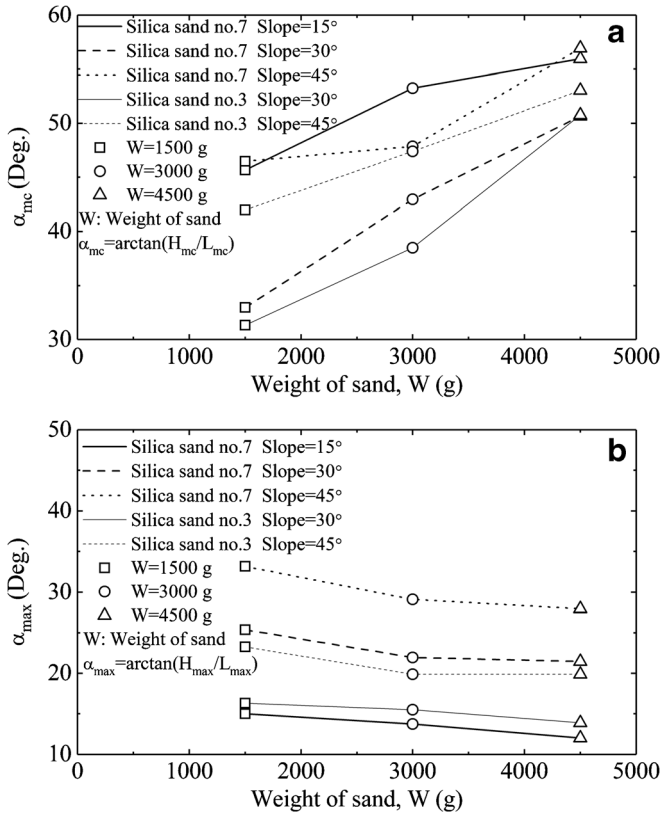 a
Silica sand no.7 Slope=15°
Silica sand no.7 Slope=30°
Silica sand no.7 Slope=45°
Silica sand no.3 Slope=30°
Silica sand no.3 Slope=45°
W=1500 g
W=3000 g
W=4500 g
W: Weight of sand
αmc=arctan(Hmc/Lmc)
αmc (Deg.)
60
50
40
30
0 1000 2000 3000 4000 5000
Weight of sand, W (g)
b
Silica sand no.7 Slope=15°
Silica sand no.7 Slope=30°
Silica sand no.7 Slope=45°
Silica sand no.3 Slope=30°
Silica sand no.3 Slope=45°
W=1500 g
W=3000 g
W=4500 g
W: Weight of sand
αmax=arctan(Hmax/Lmax)
αmax (Deg.)
50
40
30
20
10
0 1000 2000 3000 4000 5000
Weight of sand, W (g)